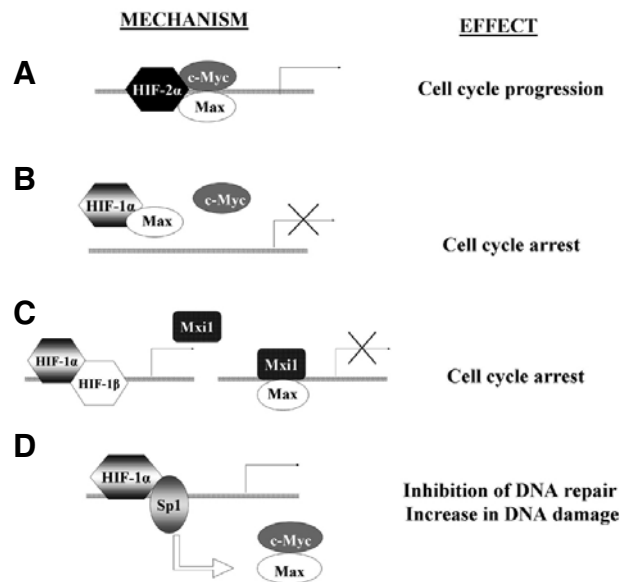 MECHANISM
EFFECT
A
c-Myc
HIF-2α
Max
Cell cycle progression
B
HIF-1α
Max
c-Myc
Cell cycle arrest
C
Mxi1
HIF-1α
HIF-1β
Mxi1
Max
Cell cycle arrest
D
HIF-1α
Sp1
c-Myc
Max
Inhibition of DNA repair
Increase in DNA damage